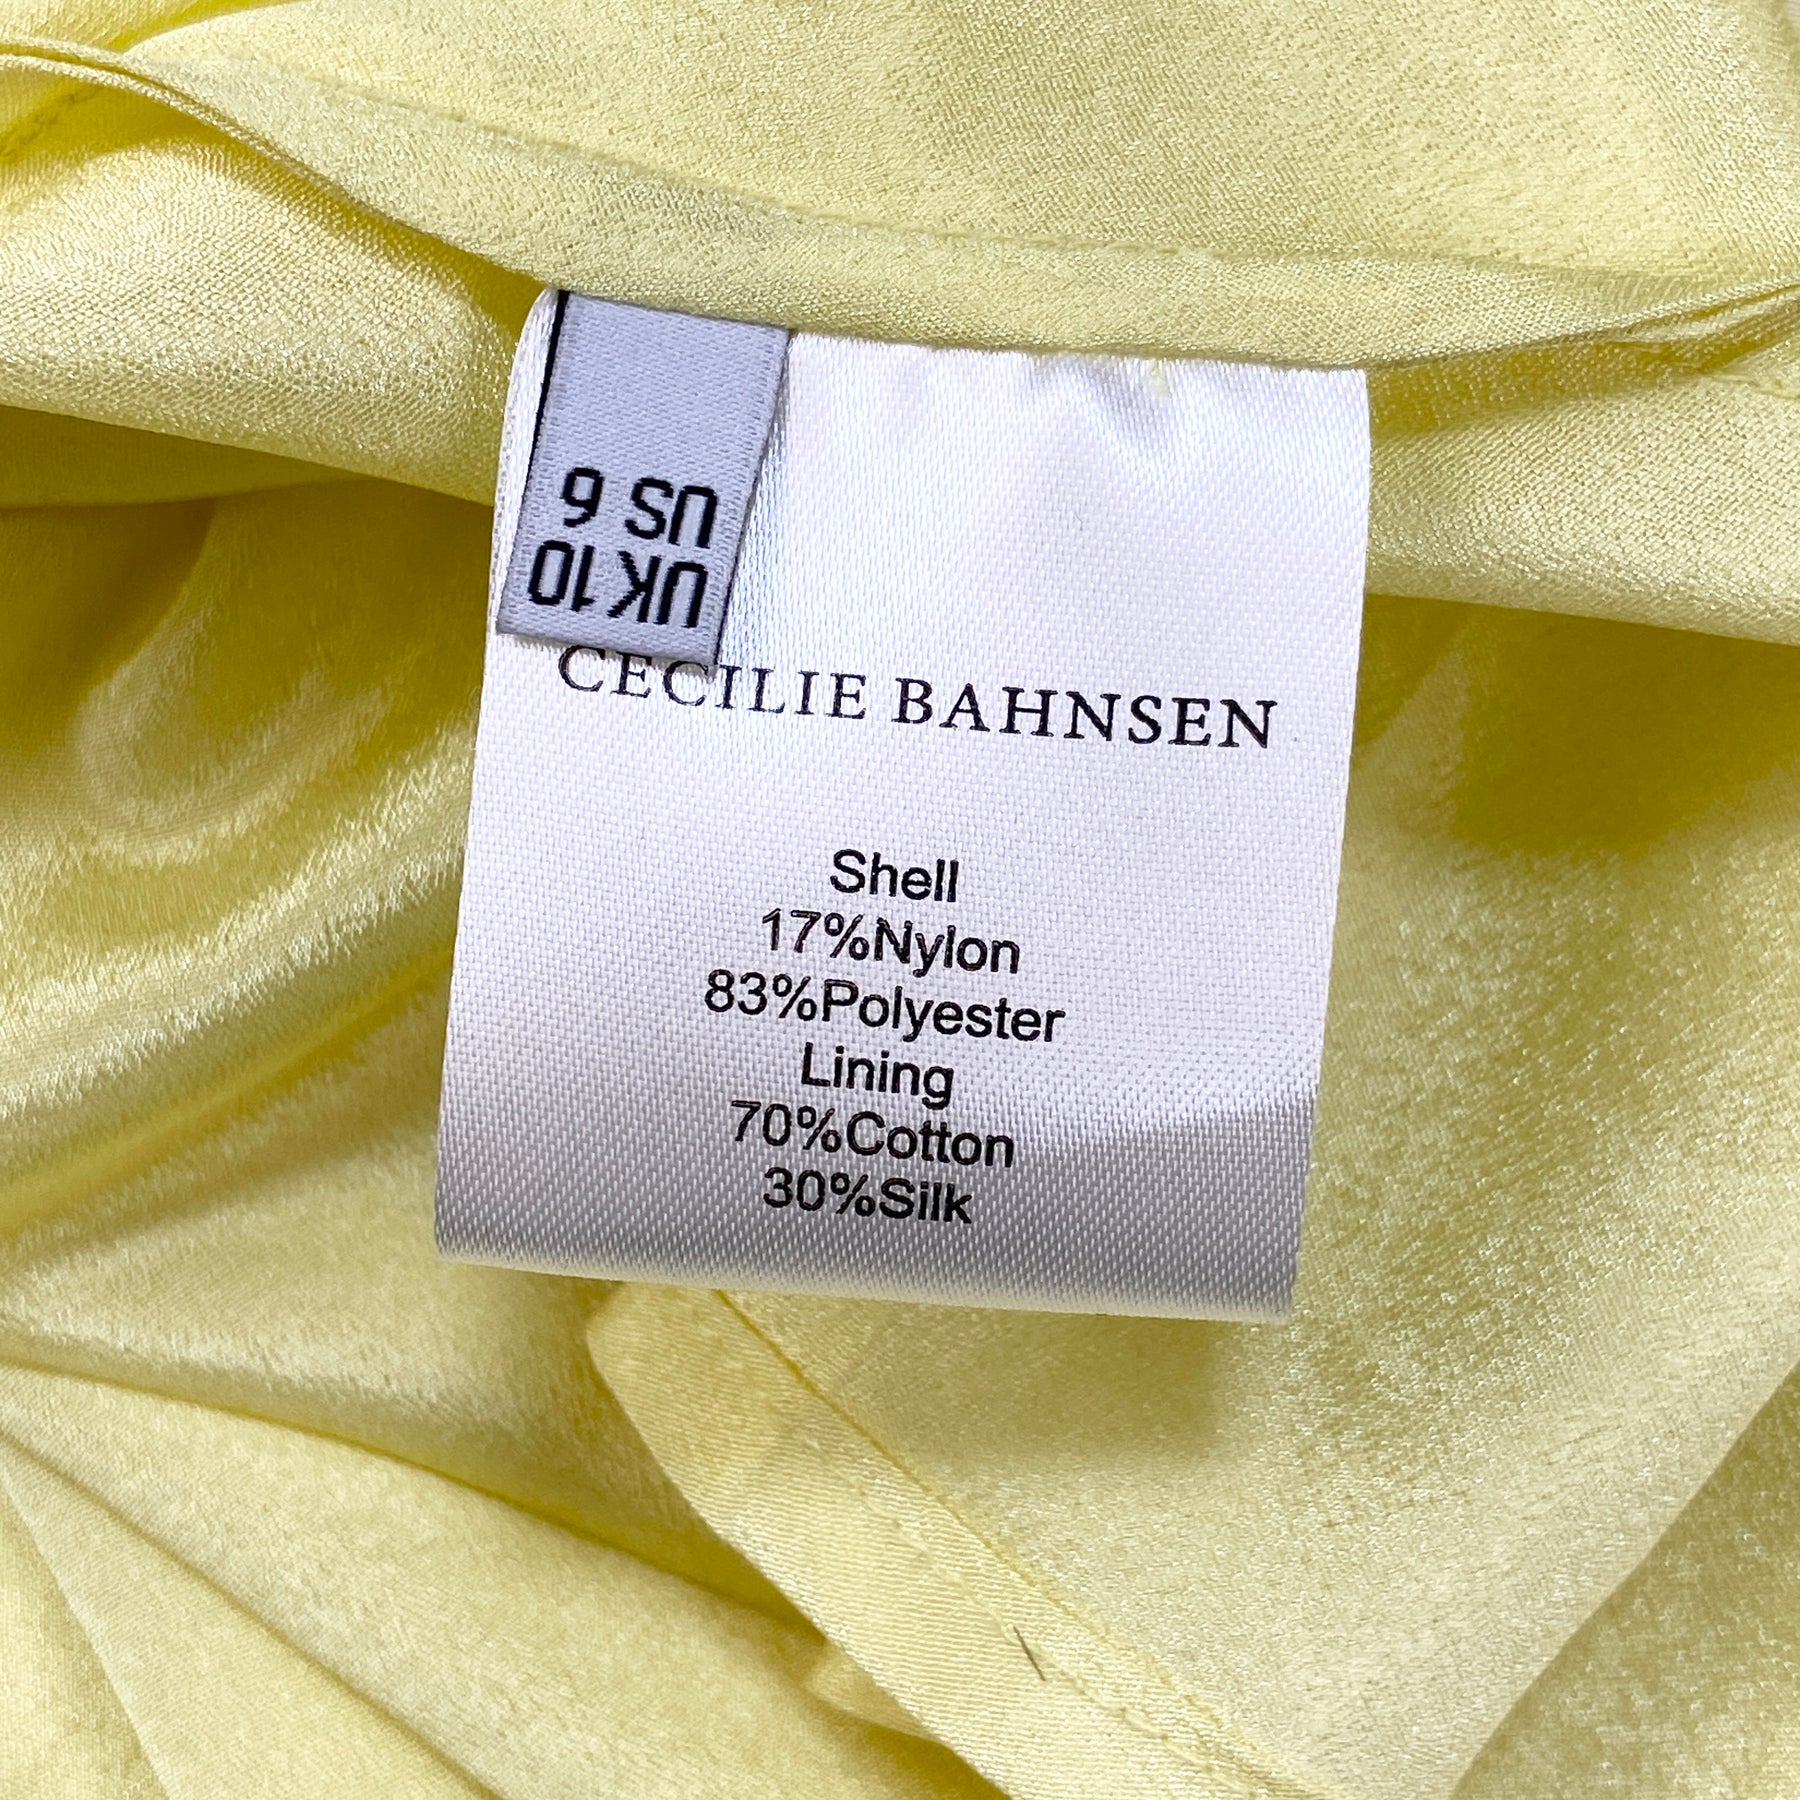 UK 10
US 6
CECILIE BAHNSEN
Shell
17%Nylon
83%Polyester
Lining
70%Cotton
30%Silk